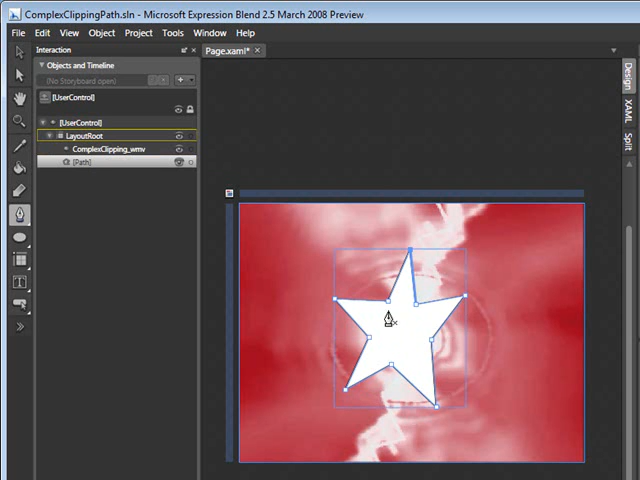 ComplexClippingPath.sln - Microsoft Expression Blend 2.5 March 2008 Preview
File Edit View Object Project Tools Window Help
Interaction
Page.xaml*
Objects and Timeline
(No Storyboard open)
[UserControl]
[UserControl]
LayoutRoot
ComplexClipping_wmv
[Path]
Design
XAML
Split